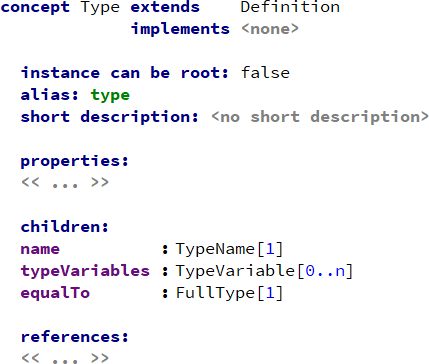 concept Type extends Definition
implements <none>
instance can be root: false
alias: type
short description: <no short description>
properties:
<< ... >>
children:
name : TypeName[1]
typeVariables : TypeVariable[0..n]
equalTo : FullType[1]
references:
<< ... >>